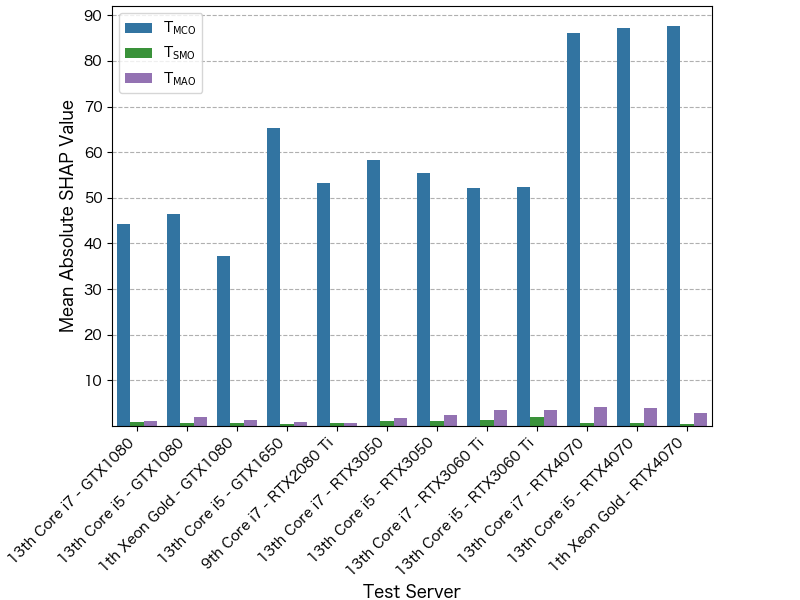 90
80
70
60
50
40
30
20
10
Mean Absolute SHAP Value
TMCO
TSMO
TMAO
13th Core i7 - GTX1080
13th Core i5 - GTX1080
1th Xeon Gold - GTX1080
13th Core i5 - GTX1650
9th Core i7 - RTX2080 Ti
13th Core i7 - RTX3050
13th Core i5 - RTX3050
13th Core i7 - RTX3060 Ti
13th Core i5 - RTX3060 Ti
13th Core i7 - RTX4070
13th Core i5 - RTX4070
1th Xeon Gold - RTX4070
Test Server